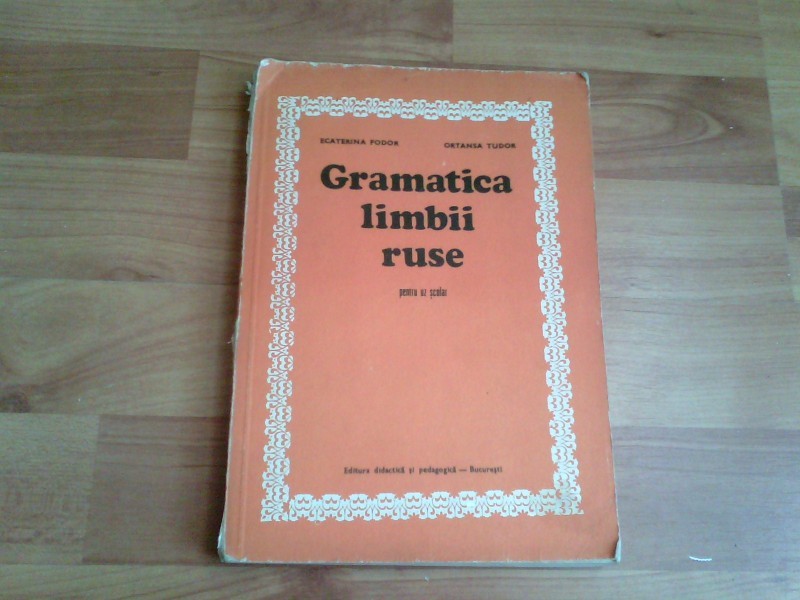 ECATERINA FODOR ORTANSA TUDOR
Gramatica
limbii
ruse
pentru uz școlar
Editura didactică și pedagogică — București